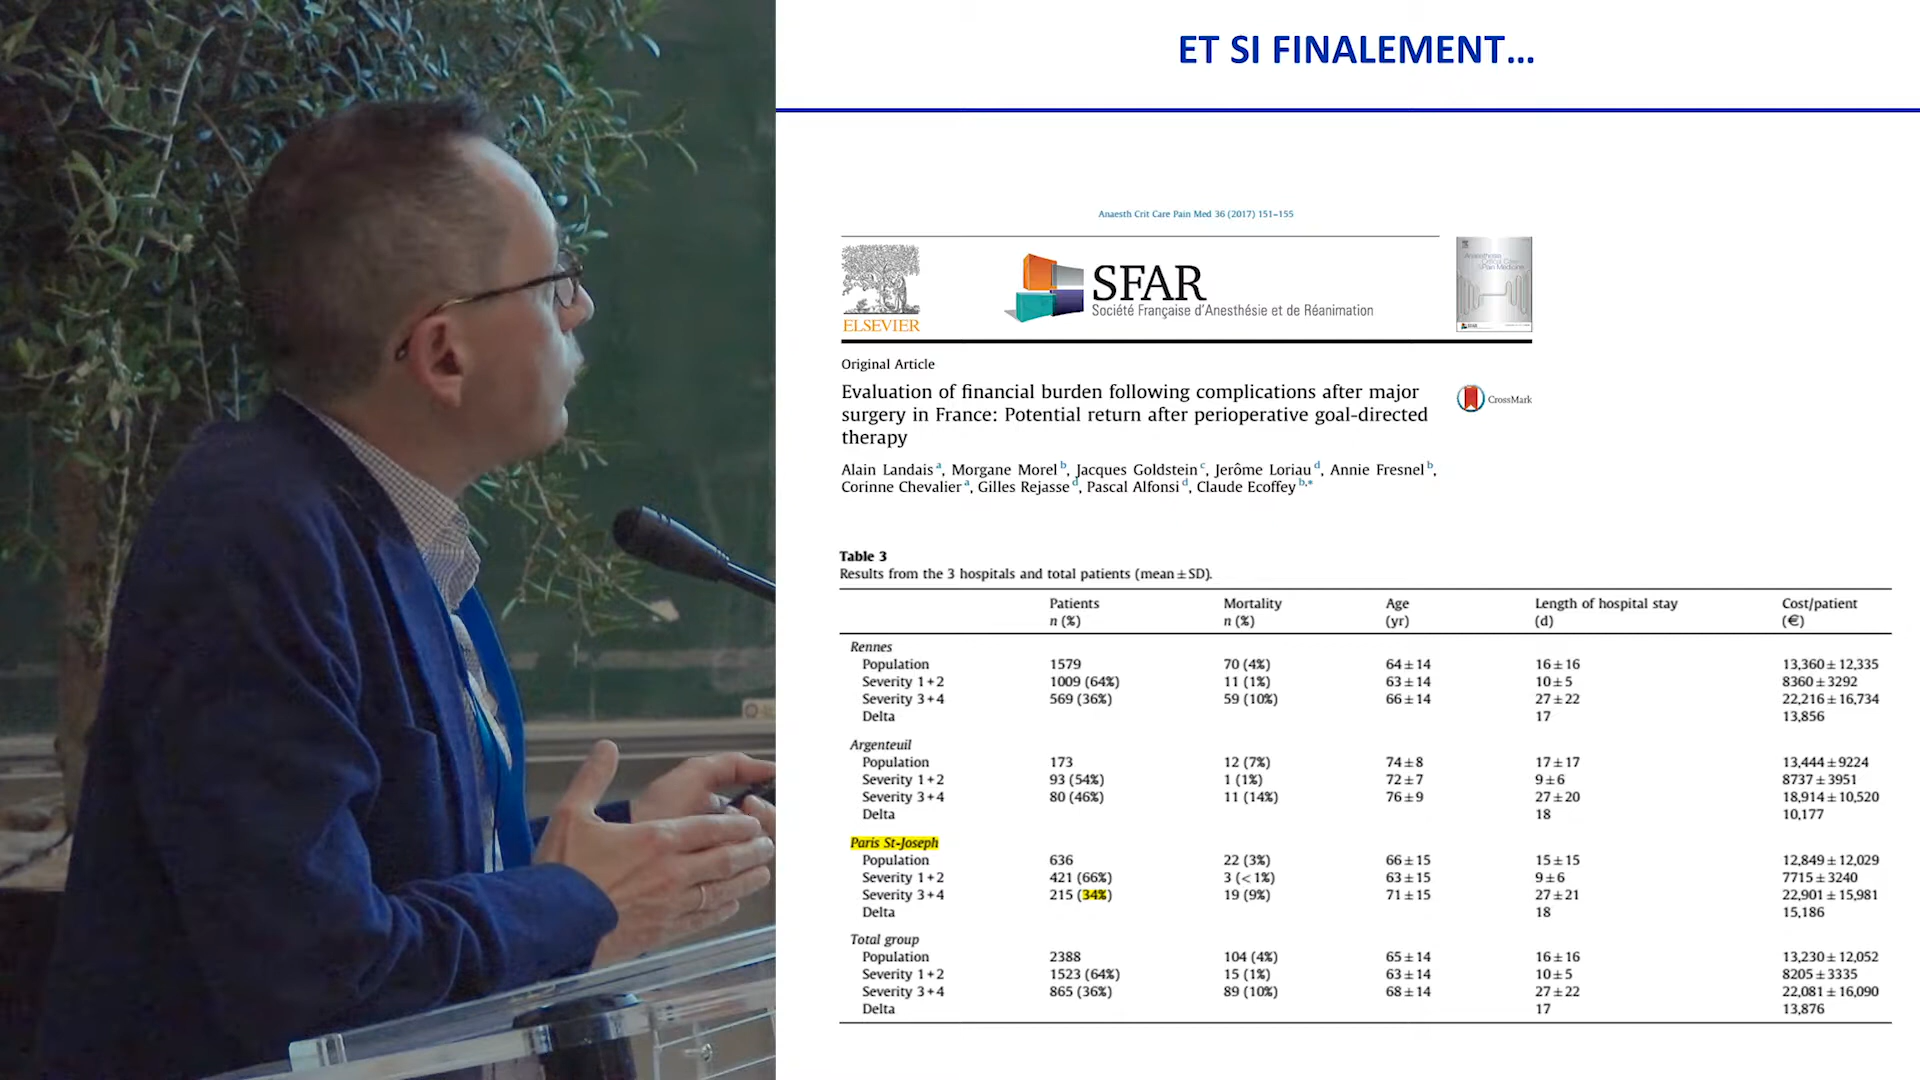 ET SI FINALEMENT...
Anaesth Crit Care Pain Med 36 (2017) 151–155
ELSEVIER
SFAR
Société Française d'Anesthésie et de Réanimation
Original Article
Evaluation of financial burden following complications after major
surgery in France: Potential return after perioperative goal-directed
therapy
CrossMark
Alain Landais a, Morgane Morel b, Jacques Goldstein c, Jerôme Loriau d, Annie Fresnel b,
Corinne Chevalier a, Gilles Rejasse d, Pascal Alfonsi d, Claude Ecoffey b,*
Table 3
Results from the 3 hospitals and total patients (mean ± SD).
Patients Mortality Age Length of hospital stay Cost/patient
n (%) n (%) (yr) (d) (€)
Rennes
Population 1579 70 (4%) 64 ± 14 16 ± 16 13,360 ± 12,335
Severity 1 + 2 1009 (64%) 11 (1%) 63 ± 14 10 ± 5 8360 ± 3292
Severity 3 + 4 569 (36%) 59 (10%) 66 ± 14 27 ± 22 22,216 ± 16,734
Delta 17 13,856
Argenteuil
Population 173 12 (7%) 74 ± 8 17 ± 17 13,444 ± 9224
Severity 1 + 2 93 (54%) 1 (1%) 72 ± 7 9 ± 6 8737 ± 3951
Severity 3 + 4 80 (46%) 11 (14%) 76 ± 9 27 ± 20 18,914 ± 10,520
Delta 18 10,177
Paris St-Joseph
Population 636 22 (3%) 66 ± 15 15 ± 15 12,849 ± 12,029
Severity 1 + 2 421 (66%) 3 (< 1%) 63 ± 15 9 ± 6 7715 ± 3240
Severity 3 + 4 215 (34%) 19 (9%) 71 ± 15 27 ± 21 22,901 ± 15,981
Delta 18 15,186
Total group
Population 2388 104 (4%) 65 ± 14 16 ± 16 13,230 ± 12,052
Severity 1 + 2 1523 (64%) 15 (1%) 63 ± 14 10 ± 5 8205 ± 3335
Severity 3 + 4 865 (36%) 89 (10%) 68 ± 14 27 ± 22 22,081 ± 16,090
Delta 17 13,876